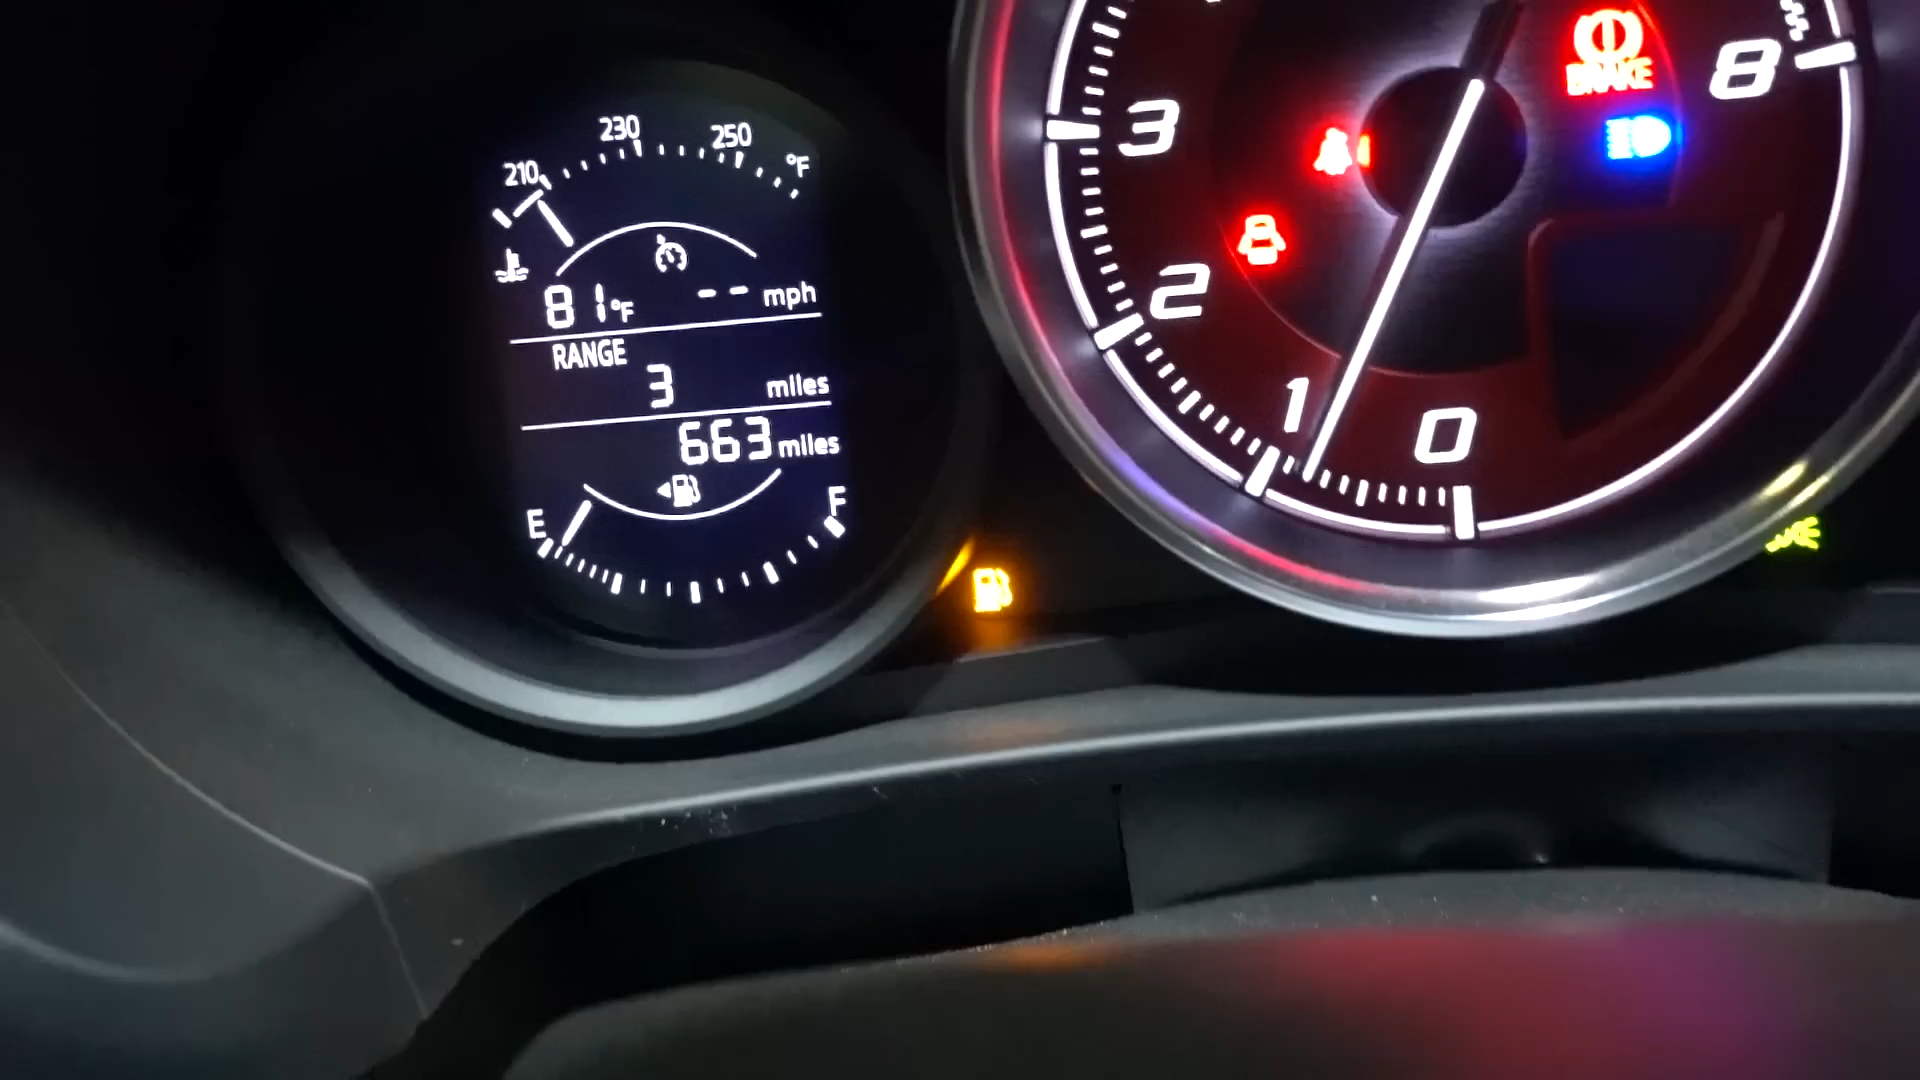 210 230 250 °F
81°F -- mph
RANGE
3 miles
663 miles
E F
3
2
1
0
8
BRAKE